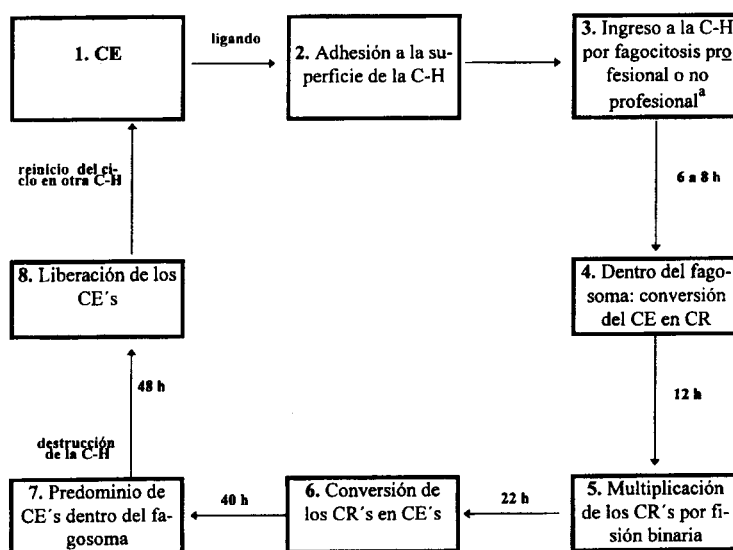 1. CE
ligando
2. Adhesión a la su-
perficie de la C-H
3. Ingreso a la C-H
por fagocitosis pro
fesional o no
profesional a
6 a 8 h
4. Dentro del fago-
soma: conversión
del CE en CR
12 h
5. Multiplicación
de los CR´s por fi-
sión binaria
22 h
6. Conversión de
los CR´s en CE´s
40 h
7. Predominio de
CE´s dentro del fa-
gosoma
destrucción
de la C-H
48 h
8. Liberación de los
CE´s
reinicio del ci-
clo en otra C-H